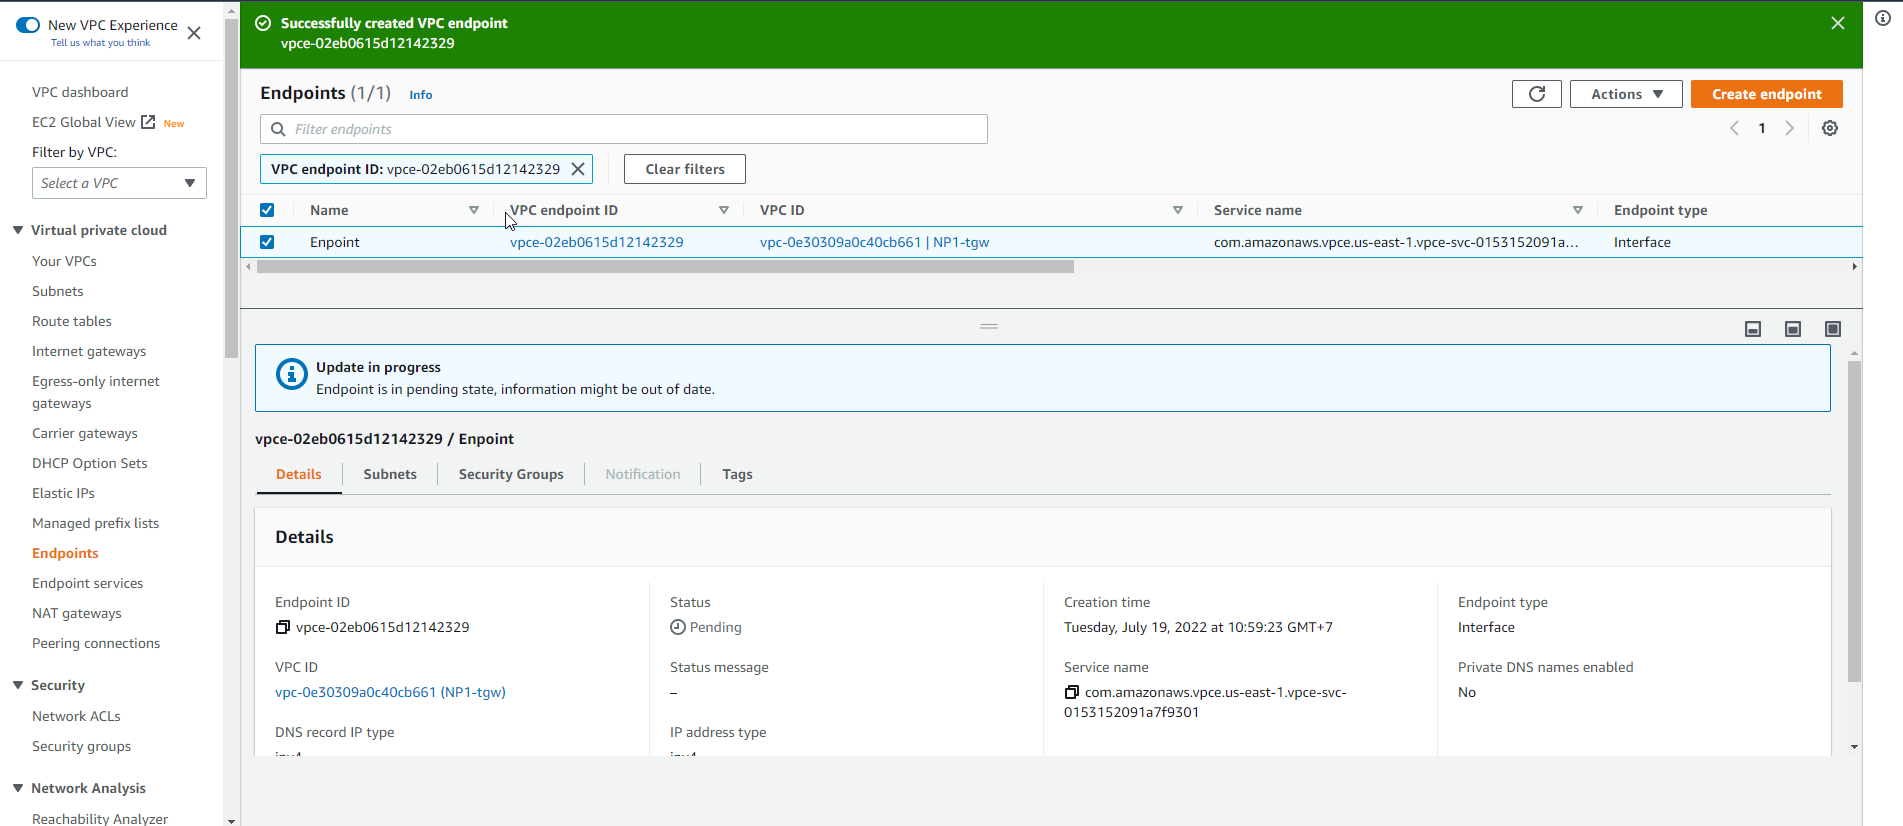 New VPC Experience
Tell us what you think
VPC dashboard
EC2 Global View New
Filter by VPC:
Select a VPC
Virtual private cloud
Your VPCs
Subnets
Route tables
Internet gateways
Egress-only internet
gateways
Carrier gateways
DHCP Option Sets
Elastic IPs
Managed prefix lists
Endpoints
Endpoint services
NAT gateways
Peering connections
Security
Network ACLs
Security groups
Network Analysis
Reachability Analyzer
Successfully created VPC endpoint
vpce-02eb0615d12142329
Endpoints (1/1) Info
Actions
Create endpoint
Filter endpoints
1
VPC endpoint ID: vpce-02eb0615d12142329
Clear filters
Name VPC endpoint ID VPC ID Service name Endpoint type
Enpoint vpce-02eb0615d12142329 vpc-0e30309a0c40cb661 | NP1-tgw com.amazonaws.vpce.us-east-1.vpce-svc-0153152091a... Interface
Update in progress
Endpoint is in pending state, information might be out of date.
vpce-02eb0615d12142329 / Enpoint
Details Subnets Security Groups Notification Tags
Details
Endpoint ID
vpce-02eb0615d12142329
VPC ID
vpc-0e30309a0c40cb661 (NP1-tgw)
DNS record IP type
ipv4
Status
Pending
Status message
–
IP address type
ipv4
Creation time
Tuesday, July 19, 2022 at 10:59:23 GMT+7
Service name
com.amazonaws.vpce.us-east-1.vpce-svc-
0153152091a7f9301
Endpoint type
Interface
Private DNS names enabled
No